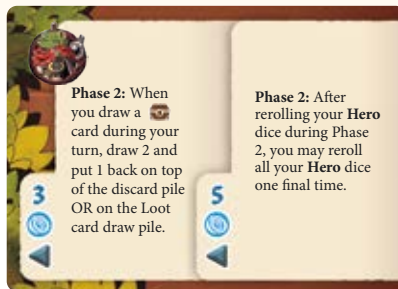 Phase 2: When
you draw a
card during your
turn, draw 2 and
put 1 back on top
of the discard pile
OR on the Loot
card draw pile.
3
Phase 2: After
rerolling your Hero
dice during Phase
2, you may reroll
all your Hero dice
one final time.
5